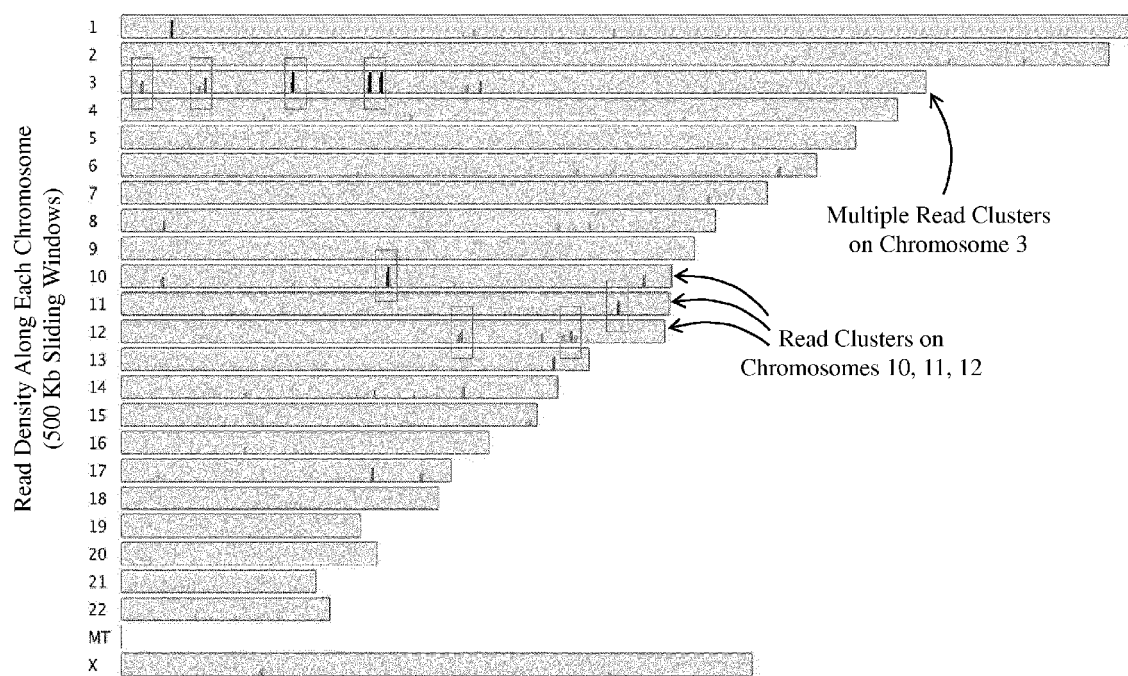 Read Density Along Each Chromosome
(500 Kb Sliding Windows)
1
2
3
4
5
6
7
8
9
10
11
12
13
14
15
16
17
18
19
20
21
22
MT
X
Multiple Read Clusters
on Chromosome 3
Read Clusters on
Chromosomes 10, 11, 12